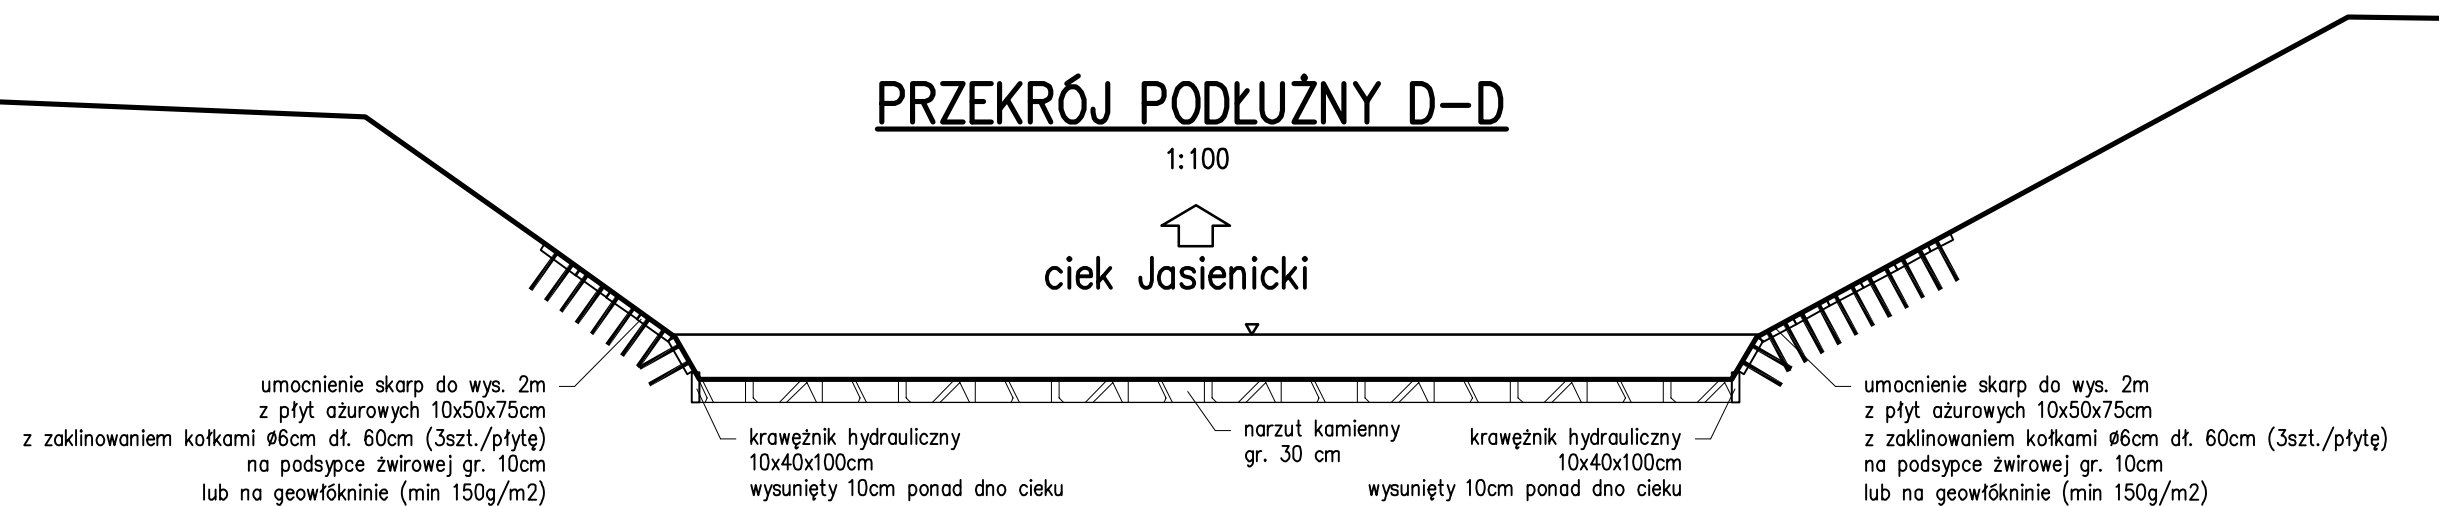 PRZEKRÓJ PODŁUŻNY D-D
1:100
ciek Jasienicki
umocnienie skarp do wys. 2m
z płyt ażurowych 10x50x75cm
z zaklinowaniem kołkami ø6cm dł. 60cm (3szt./płytę)
na podsypce żwirowej gr. 10cm
lub na geowłókninie (min 150g/m2)
krawężnik hydrauliczny
10x40x100cm
wysunięty 10cm ponad dno cieku
narzut kamienny
gr. 30 cm
krawężnik hydrauliczny
10x40x100cm
wysunięty 10cm ponad dno cieku
umocnienie skarp do wys. 2m
z płyt ażurowych 10x50x75cm
z zaklinowaniem kołkami ø6cm dł. 60cm (3szt./płytę)
na podsypce żwirowej gr. 10cm
lub na geowłókninie (min 150g/m2)